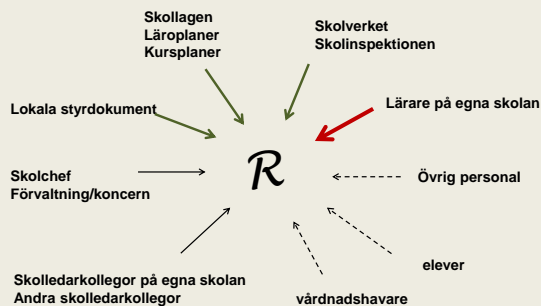 Skollagen
Läroplaner
Kursplaner
Skolverket
Skolinspektionen
Lokala styrdokument
Lärare på egna skolan
R
Skolchef
Förvaltning/koncern
Övrig personal
Skolledarkollegor på egna skolan
Andra skolledarkollegor
elever
vårdnadshavare